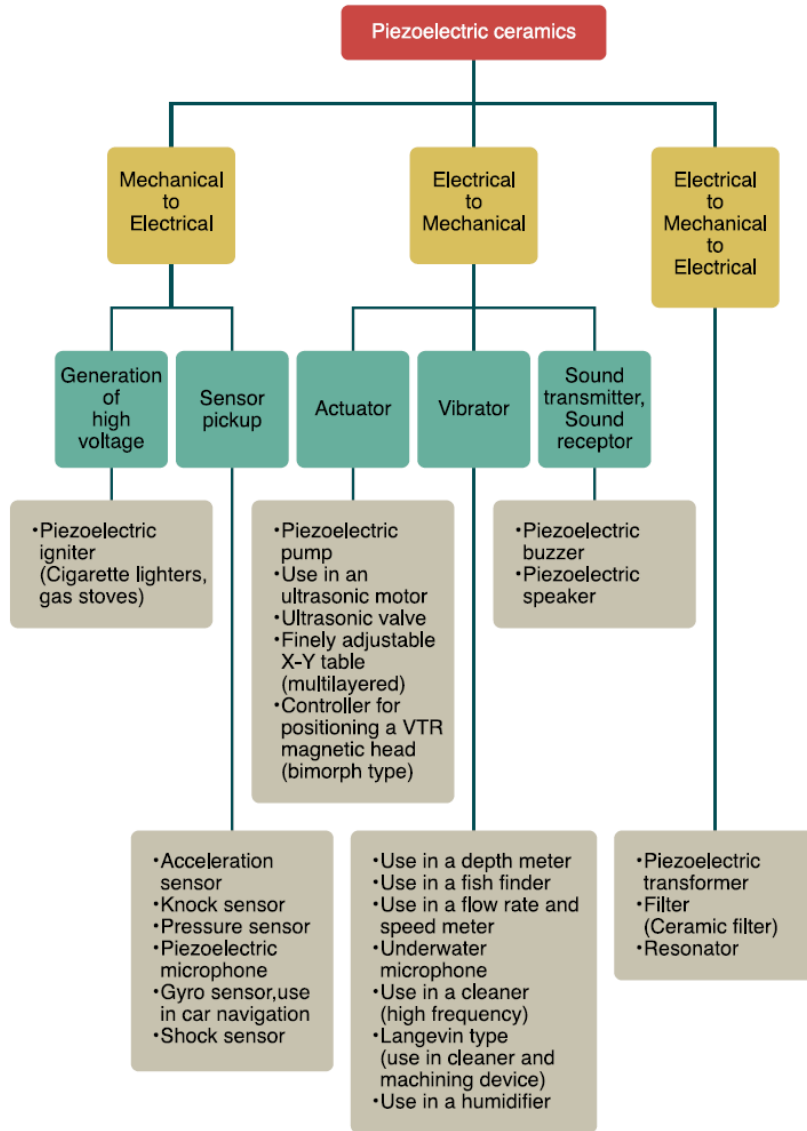 Piezoelectric ceramics
Mechanical
to
Electrical
Electrical
to
Mechanical
Electrical
to
Mechanical
to
Electrical
Generation
of
high
voltage
Sensor
pickup
Actuator
Vibrator
Sound
transmitter,
Sound
receptor
・Piezoelectric
igniter
(Cigarette lighters,
gas stoves)
・Piezoelectric
pump
・Use in an
ultrasonic motor
・Ultrasonic valve
・Finely adjustable
X-Y table
(multilayered)
・Controller for
positioning a VTR
magnetic head
(bimorph type)
・Piezoelectric
buzzer
・Piezoelectric
speaker
・Acceleration
sensor
・Knock sensor
・Pressure sensor
・Piezoelectric
microphone
・Gyro sensor,use
in car navigation
・Shock sensor
・Use in a depth meter
・Use in a fish finder
・Use in a flow rate and
speed meter
・Underwater
microphone
・Use in a cleaner
(high frequency)
・Langevin type
(use in cleaner and
machining device)
・Use in a humidifier
・Piezoelectric
transformer
・Filter
(Ceramic filter)
・Resonator